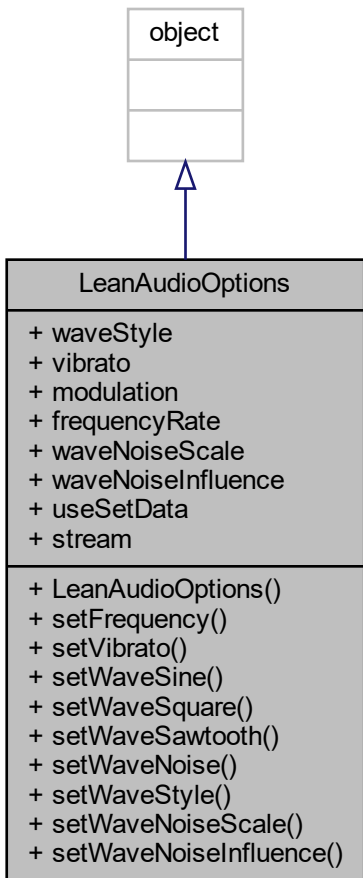 object
LeanAudioOptions
+ waveStyle
+ vibrato
+ modulation
+ frequencyRate
+ waveNoiseScale
+ waveNoiseInfluence
+ useSetData
+ stream
+ LeanAudioOptions()
+ setFrequency()
+ setVibrato()
+ setWaveSine()
+ setWaveSquare()
+ setWaveSawtooth()
+ setWaveNoise()
+ setWaveStyle()
+ setWaveNoiseScale()
+ setWaveNoiseInfluence()